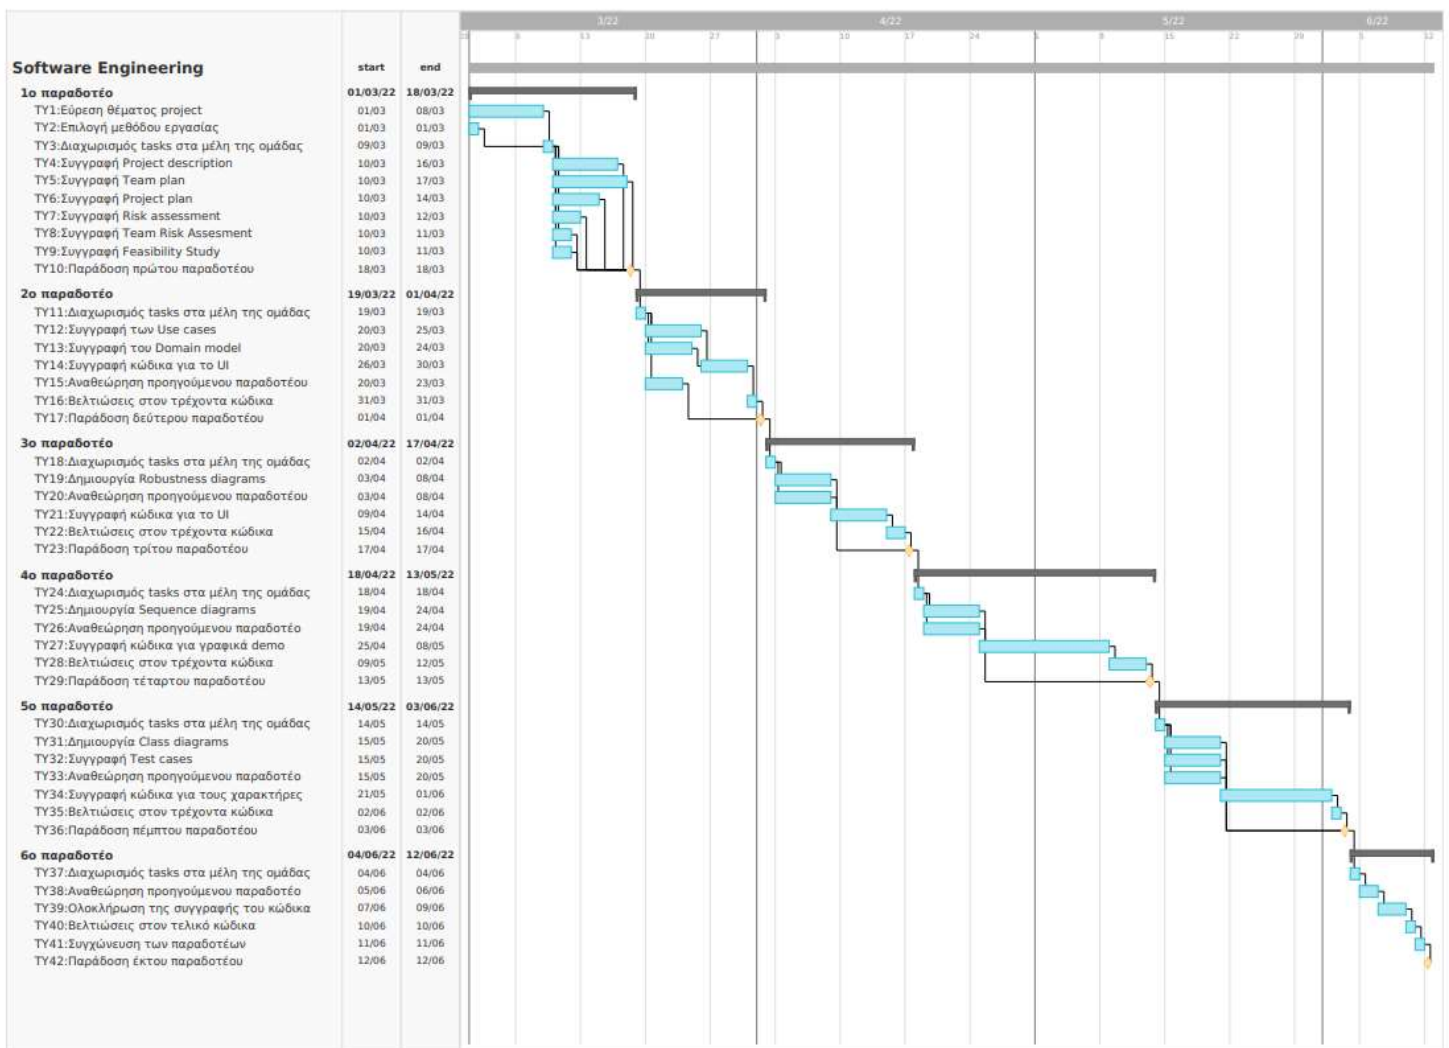 3/22 4/22 5/22 6/22
6 13 20 27 3 10 17 24 9 15 22 29 5 12
Software Engineering start end
1ο παραδοτέο 01/03/22 18/03/22
TY1:Εύρεση θέματος project 01/03 08/03
TY2:Επιλογή μεθόδου εργασίας 01/03 01/03
TY3:Διαχωρισμός tasks στα μέλη της ομάδας 09/03 09/03
TY4:Συγγραφή Project description 10/03 16/03
TY5:Συγγραφή Team plan 10/03 17/03
TY6:Συγγραφή Project plan 10/03 14/03
TY7:Συγγραφή Risk assessment 10/03 12/03
TY8:Συγγραφή Team Risk Assesment 10/03 11/03
TY9:Συγγραφή Feasibility Study 10/03 11/03
TY10:Παράδοση πρώτου παραδοτέου 18/03 18/03
2ο παραδοτέο 19/03/22 01/04/22
TY11:Διαχωρισμός tasks στα μέλη της ομάδας 19/03 19/03
TY12:Συγγραφή των Use cases 20/03 25/03
TY13:Συγγραφή του Domain model 20/03 24/03
TY14:Συγγραφή κώδικα για το UI 26/03 30/03
TY15:Αναθεώρηση προηγούμενου παραδοτέου 20/03 23/03
TY16:Βελτιώσεις στον τρέχοντα κώδικα 31/03 31/03
TY17:Παράδοση δεύτερου παραδοτέου 01/04 01/04
3ο παραδοτέο 02/04/22 17/04/22
TY18:Διαχωρισμός tasks στα μέλη της ομάδας 02/04 02/04
TY19:Δημιουργία Robustness diagrams 03/04 08/04
TY20:Αναθεώρηση προηγούμενου παραδοτέου 03/04 08/04
TY21:Συγγραφή κώδικα για το UI 09/04 14/04
TY22:Βελτιώσεις στον τρέχοντα κώδικα 15/04 16/04
TY23:Παράδοση τρίτου παραδοτέου 17/04 17/04
4ο παραδοτέο 18/04/22 13/05/22
TY24:Διαχωρισμός tasks στα μέλη της ομάδας 18/04 18/04
TY25:Δημιουργία Sequence diagrams 19/04 24/04
TY26:Αναθεώρηση προηγούμενου παραδοτέο 19/04 24/04
TY27:Συγγραφή κώδικα για γραφικά demo 25/04 08/05
TY28:Βελτιώσεις στον τρέχοντα κώδικα 09/05 12/05
TY29:Παράδοση τέταρτου παραδοτέου 13/05 13/05
5ο παραδοτέο 14/05/22 03/06/22
TY30:Διαχωρισμός tasks στα μέλη της ομάδας 14/05 14/05
TY31:Δημιουργία Class diagrams 15/05 20/05
TY32:Συγγραφή Test cases 15/05 20/05
TY33:Αναθεώρηση προηγούμενου παραδοτέο 15/05 20/05
TY34:Συγγραφή κώδικα για τους χαρακτήρες 21/05 01/06
TY35:Βελτιώσεις στον τρέχοντα κώδικα 02/06 02/06
TY36:Παράδοση πέμπτου παραδοτέου 03/06 03/06
6ο παραδοτέο 04/06/22 12/06/22
TY37:Διαχωρισμός tasks στα μέλη της ομάδας 04/06 04/06
TY38:Αναθεώρηση προηγούμενου παραδοτέο 05/06 06/06
TY39:Ολοκλήρωση της συγγραφής του κώδικα 07/06 09/06
TY40:Βελτιώσεις στον τελικό κώδικα 10/06 10/06
TY41:Συγχώνευση των παραδοτέων 11/06 11/06
TY42:Παράδοση έκτου παραδοτέου 12/06 12/06